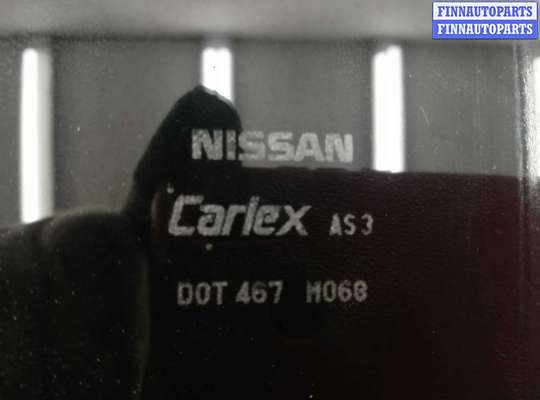 FINNAUTOPARTS
FINNAUTOPARTS
NISSAN
Carlex AS3
DOT 467 M068